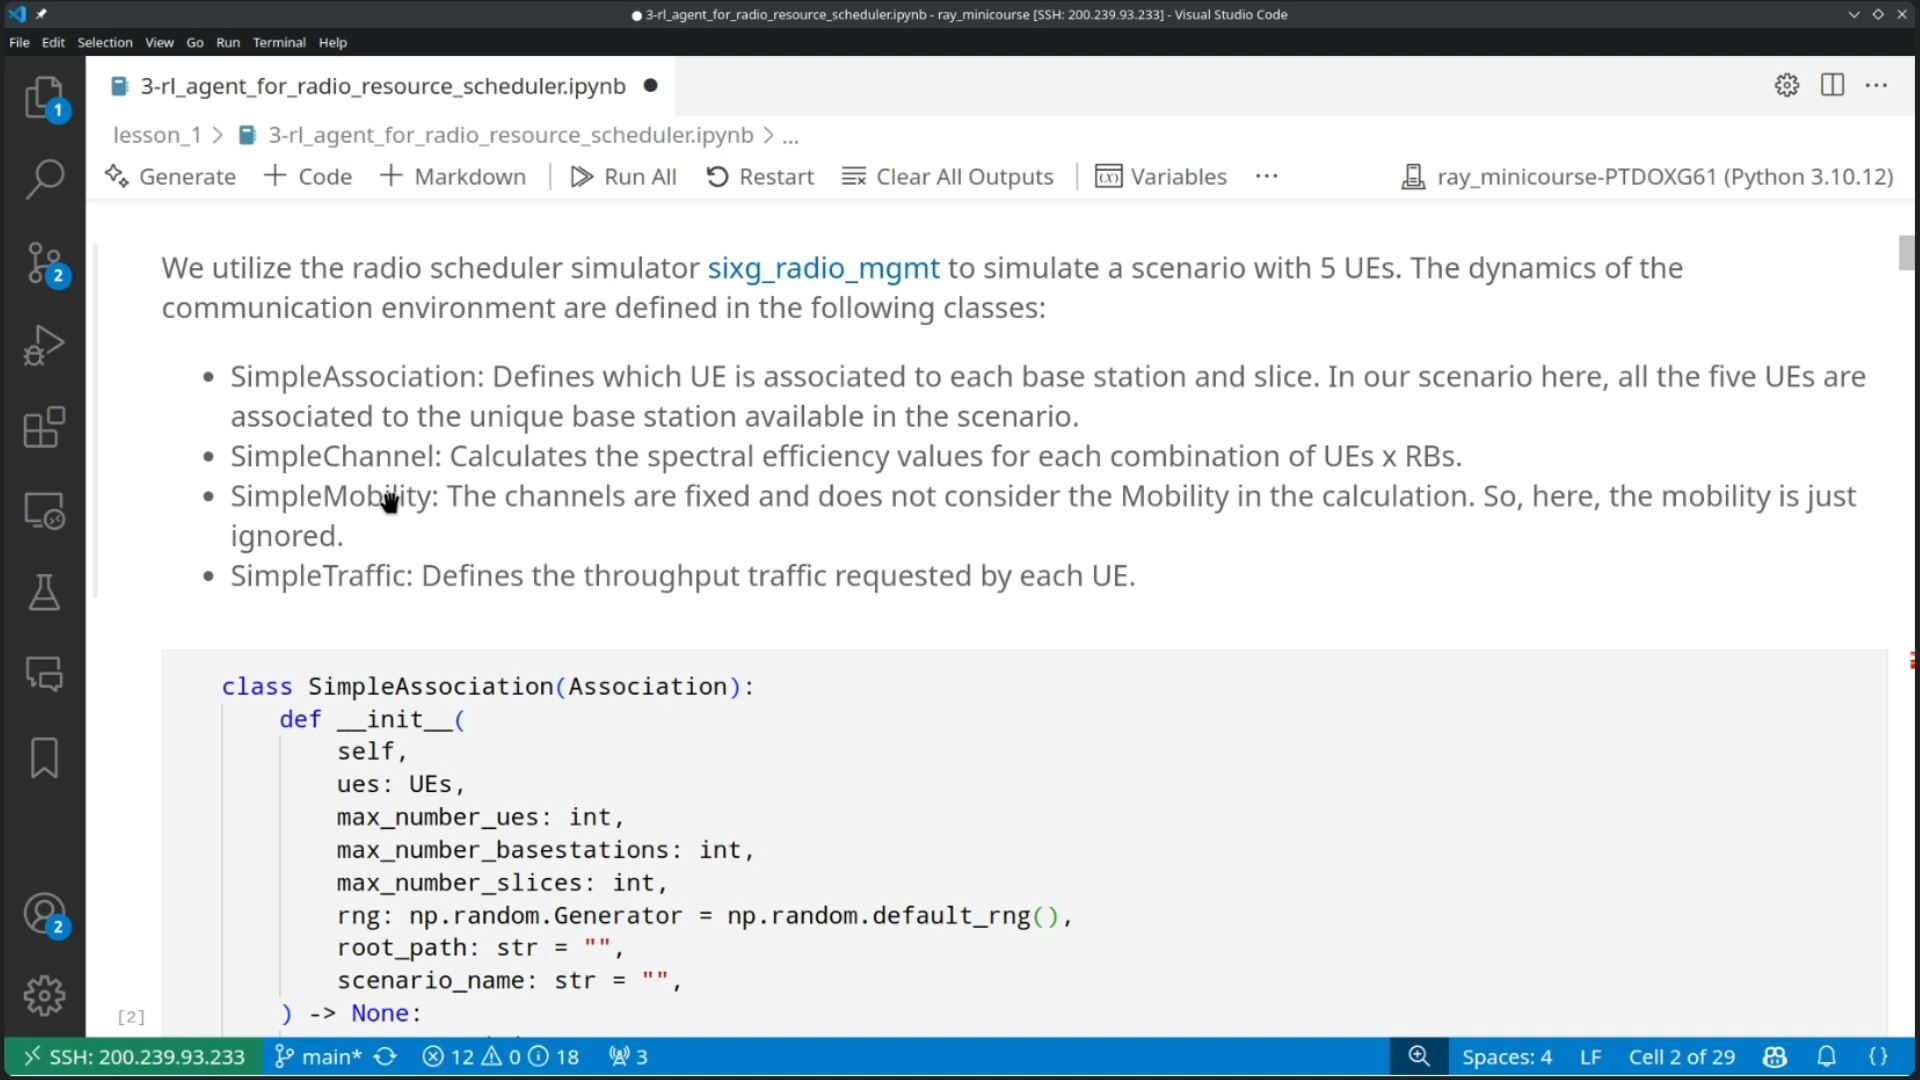 3-rl_agent_for_radio_resource_scheduler.ipynb - ray_minicourse [SSH: 200.239.93.233] - Visual Studio Code
File Edit Selection View Go Run Terminal Help
3-rl_agent_for_radio_resource_scheduler.ipynb
lesson_1 > 3-rl_agent_for_radio_resource_scheduler.ipynb > ...
Generate + Code + Markdown Run All Restart Clear All Outputs Variables ... ray_minicourse-PTDOXG61 (Python 3.10.12)
1
2
2
We utilize the radio scheduler simulator sixg_radio_mgmt to simulate a scenario with 5 UEs. The dynamics of the
communication environment are defined in the following classes:
• SimpleAssociation: Defines which UE is associated to each base station and slice. In our scenario here, all the five UEs are
associated to the unique base station available in the scenario.
• SimpleChannel: Calculates the spectral efficiency values for each combination of UEs x RBs.
• SimpleMobility: The channels are fixed and does not consider the Mobility in the calculation. So, here, the mobility is just
ignored.
• SimpleTraffic: Defines the throughput traffic requested by each UE.
class SimpleAssociation(Association):
def __init__(
self,
ues: UEs,
max_number_ues: int,
max_number_basestations: int,
max_number_slices: int,
rng: np.random.Generator = np.random.default_rng(),
root_path: str = "",
scenario_name: str = "",
) -> None:
[2]
SSH: 200.239.93.233 main* 12 0 18 3 Spaces: 4 LF Cell 2 of 29 {}